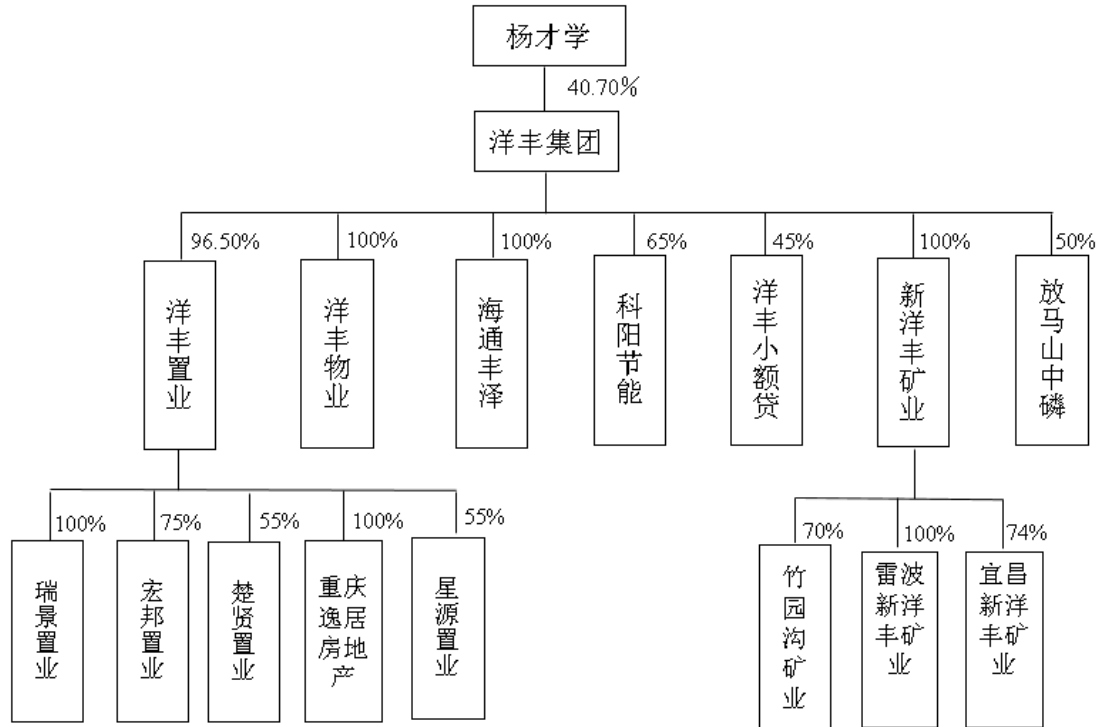 杨才学
40.70%
洋丰集团
96.50%
100%
100%
65%
45%
100%
50%
洋丰置业
洋丰物业
海通丰泽
科阳节能
洋丰小额贷
新洋丰矿业
放马山中磷
100%
75%
55%
100%
55%
70%
100%
74%
瑞景置业
宏邦置业
楚贤置业
重庆逸居房地产
星源置业
竹园沟矿业
雷波新洋丰矿业
宜昌新洋丰矿业